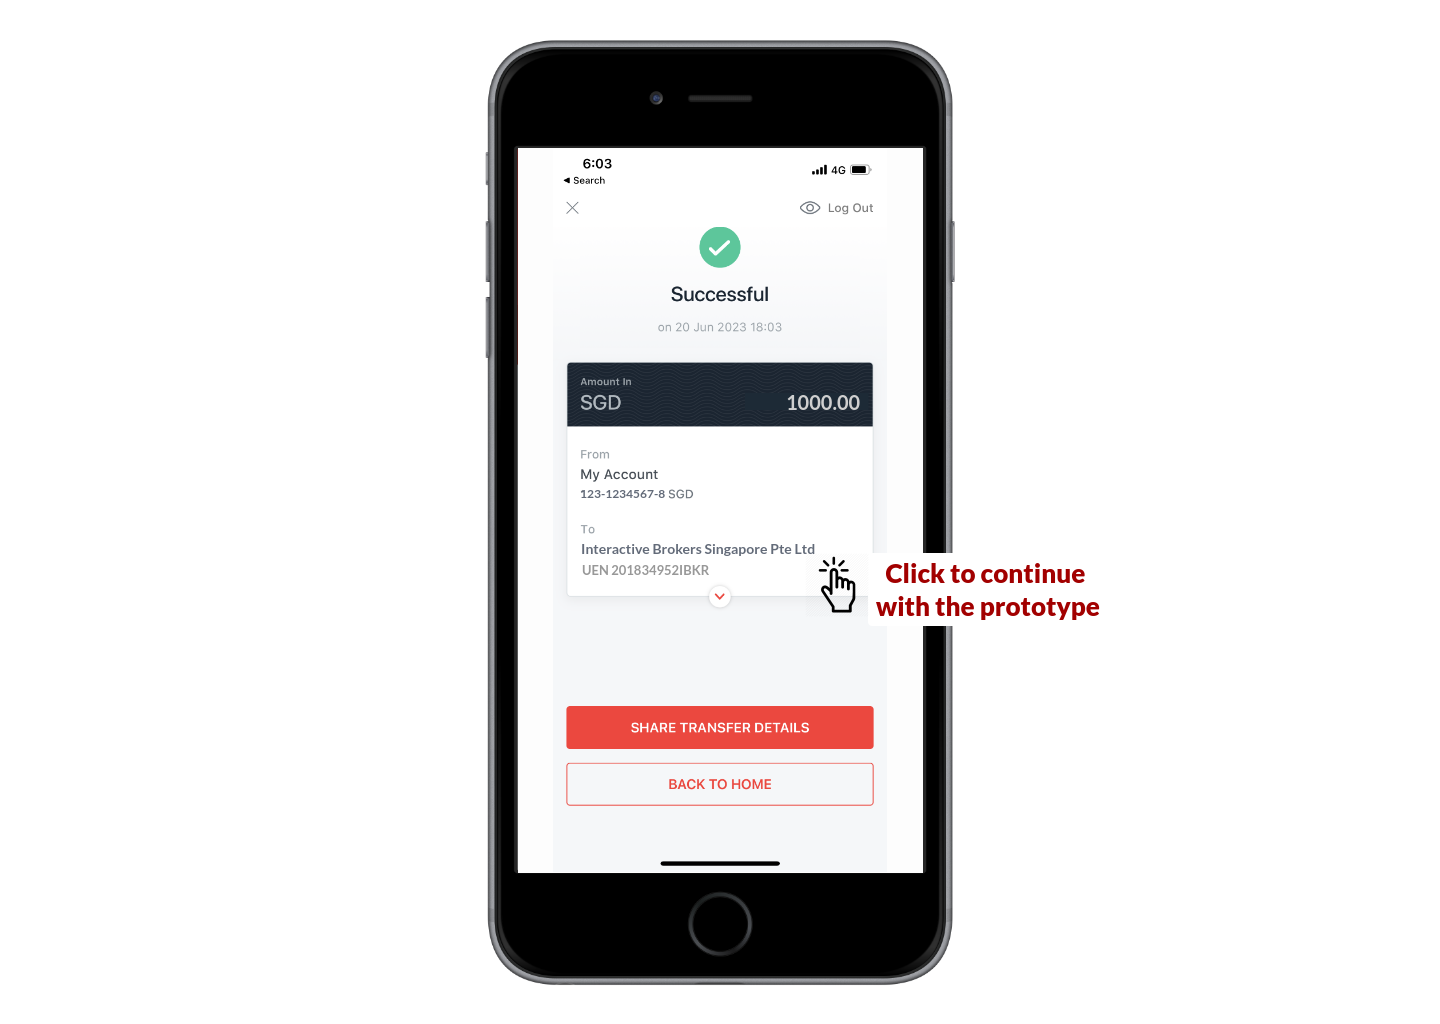 6:03
4G
◀ Search
Log Out
Successful
on 20 Jun 2023 18:03
Amount In
SGD 1000.00
From
My Account
123-1234567-8 SGD
To
Interactive Brokers Singapore Pte Ltd
UEN 201834952IBKR
Click to continue
with the prototype
SHARE TRANSFER DETAILS
BACK TO HOME